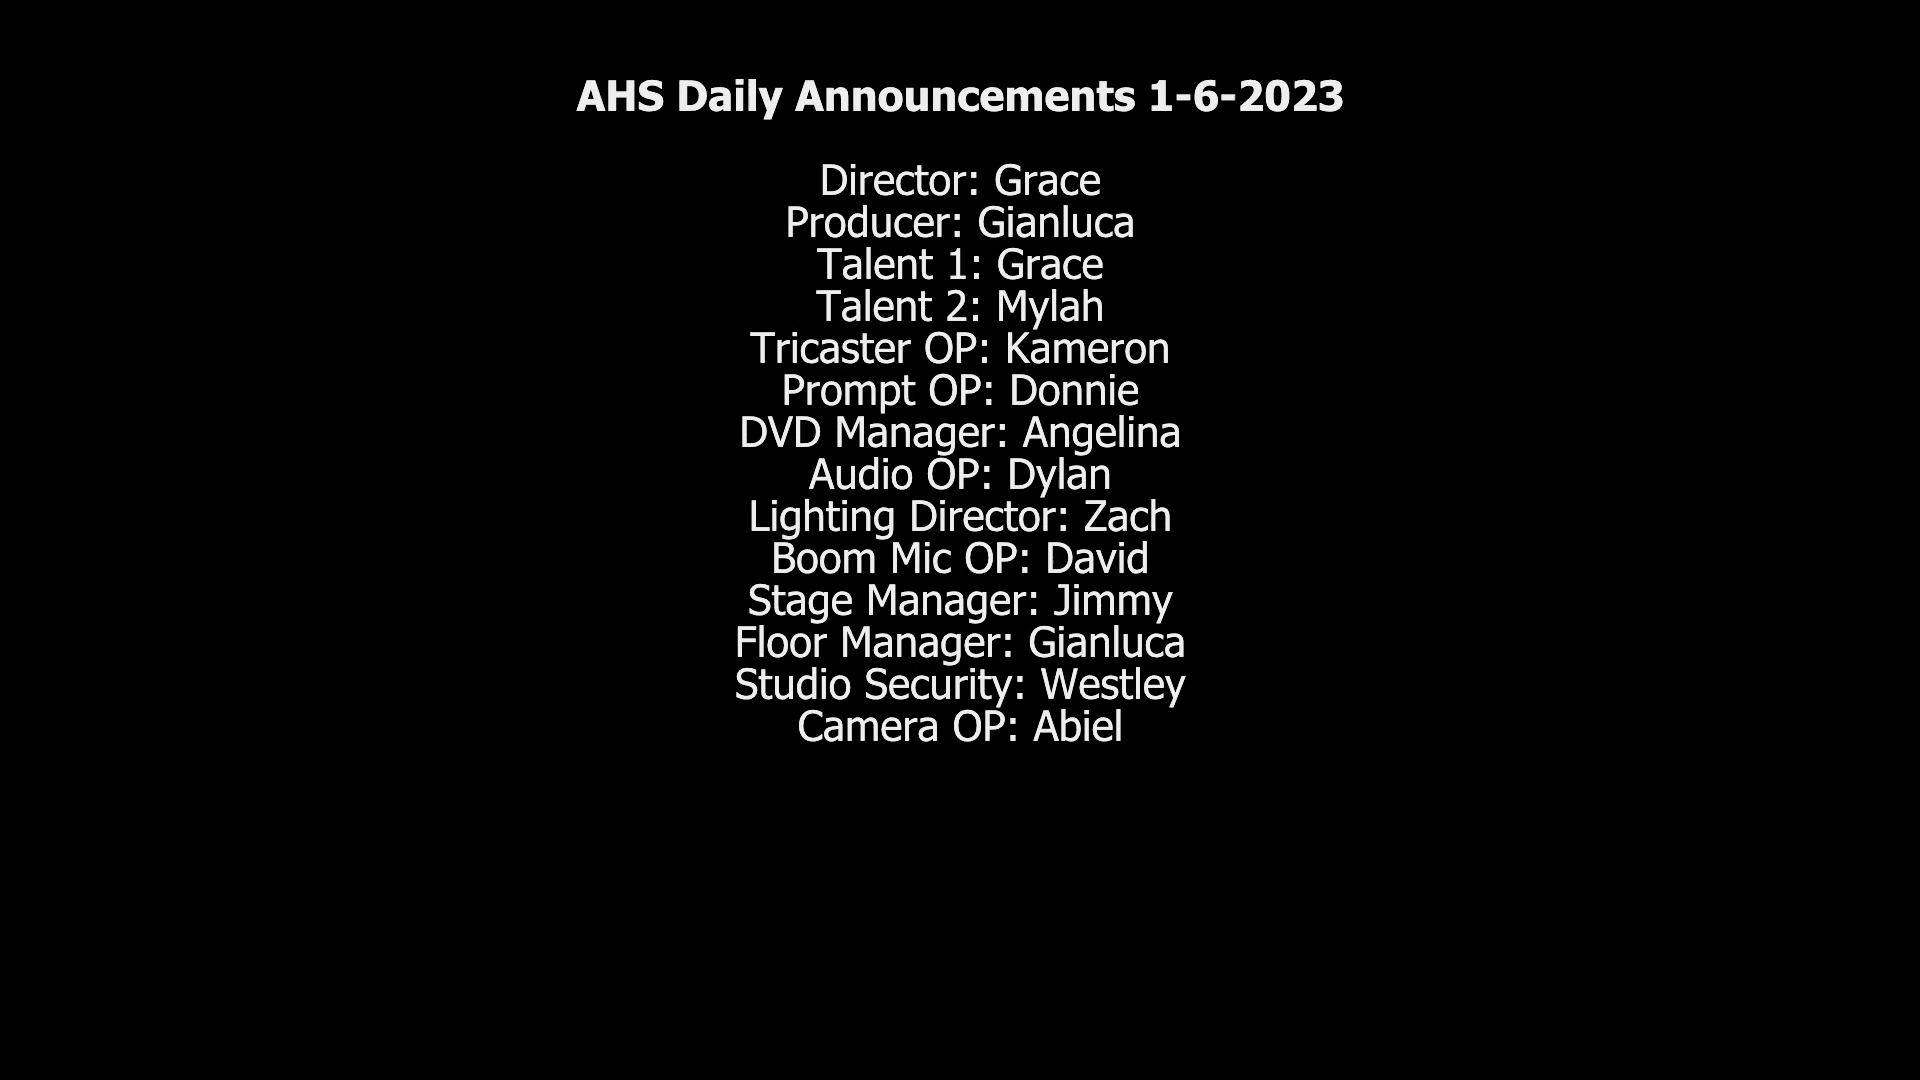 AHS Daily Announcements 1-6-2023
Director: Grace
Producer: Gianluca
Talent 1: Grace
Talent 2: Mylah
Tricaster OP: Kameron
Prompt OP: Donnie
DVD Manager: Angelina
Audio OP: Dylan
Lighting Director: Zach
Boom Mic OP: David
Stage Manager: Jimmy
Floor Manager: Gianluca
Studio Security: Westley
Camera OP: Abiel